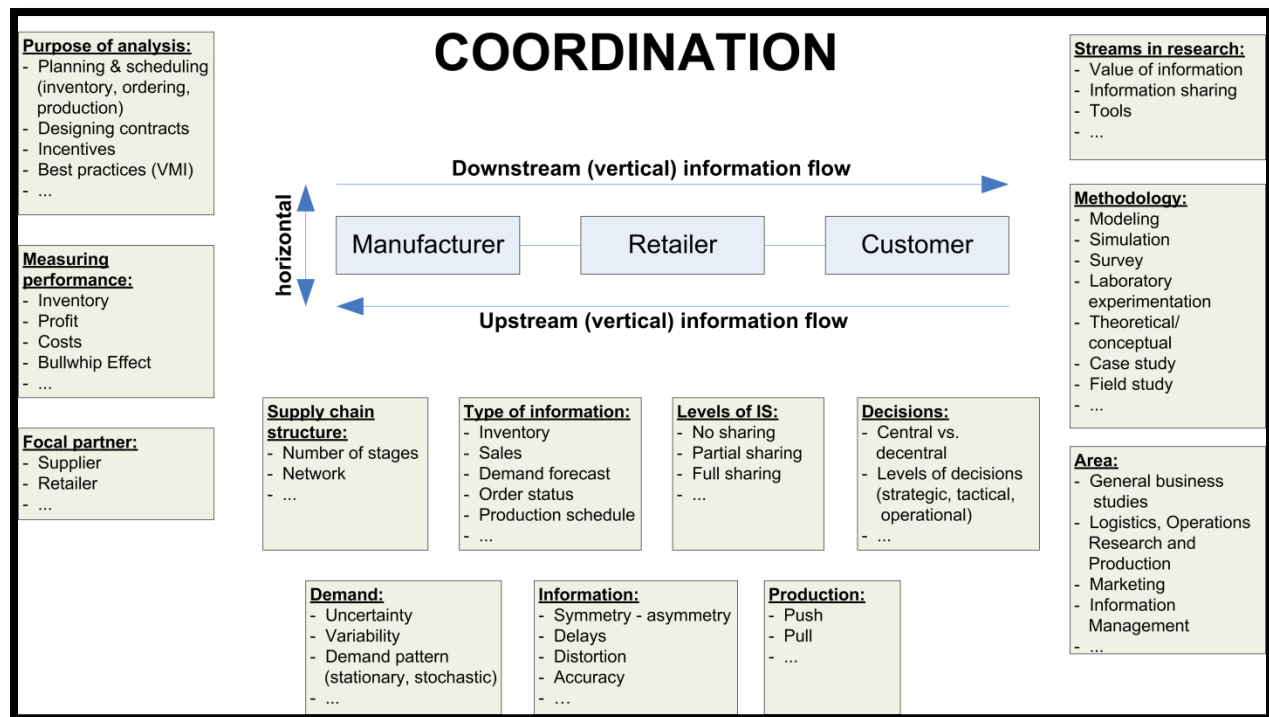 COORDINATION
Purpose of analysis:
- Planning & scheduling
(inventory, ordering,
production)
- Designing contracts
- Incentives
- Best practices (VMI)
- ...
Measuring
performance:
- Inventory
- Profit
- Costs
- Bullwhip Effect
- ...
Focal partner:
- Supplier
- Retailer
- ...
Downstream (vertical) information flow
horizontal
Manufacturer
Retailer
Customer
Upstream (vertical) information flow
Supply chain
structure:
- Number of stages
- Network
- ...
Type of information:
- Inventory
- Sales
- Demand forecast
- Order status
- Production schedule
- ...
Levels of IS:
- No sharing
- Partial sharing
- Full sharing
- ...
Decisions:
- Central vs.
decentral
- Levels of decisions
(strategic, tactical,
operational)
- ...
Demand:
- Uncertainty
- Variability
- Demand pattern
(stationary, stochastic)
- ...
Information:
- Symmetry - asymmetry
- Delays
- Distortion
- Accuracy
- ...
Production:
- Push
- Pull
- ...
Streams in research:
- Value of information
- Information sharing
- Tools
- ...
Methodology:
- Modeling
- Simulation
- Survey
- Laboratory
experimentation
- Theoretical/
conceptual
- Case study
- Field study
- ...
Area:
- General business
studies
- Logistics, Operations
Research and
Production
- Marketing
- Information
Management
- ...